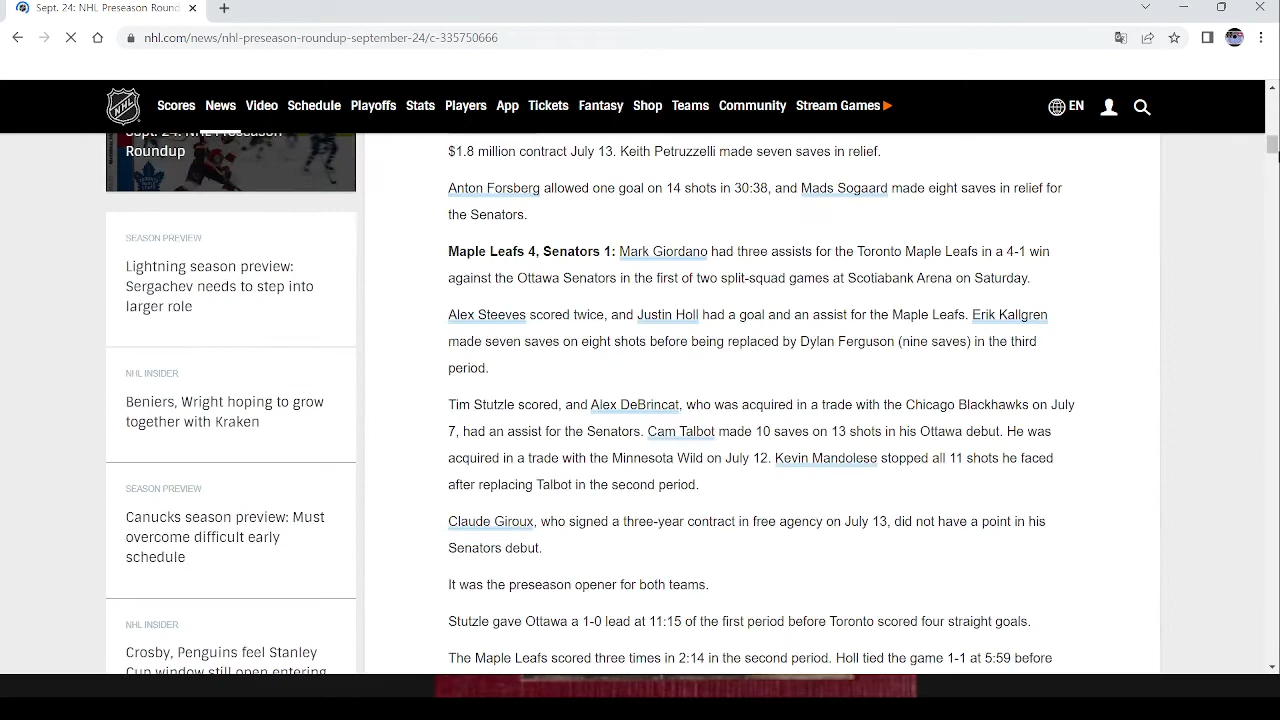 Sept. 24: NHL Preseason Round
nhl.com/news/nhl-preseason-roundup-september-24/c-335750666
NHL
Scores News Video Schedule Playoffs Stats Players App Tickets Fantasy Shop Teams Community Stream Games EN
Sept. 24: NHL Preseason
Roundup
SEASON PREVIEW
Lightning season preview:
Sergachev needs to step into
larger role
NHL INSIDER
Beniers, Wright hoping to grow
together with Kraken
SEASON PREVIEW
Canucks season preview: Must
overcome difficult early
schedule
NHL INSIDER
Crosby, Penguins feel Stanley
Cup window still open entering
$1.8 million contract July 13. Keith Petruzzelli made seven saves in relief.
Anton Forsberg allowed one goal on 14 shots in 30:38, and Mads Sogaard made eight saves in relief for
the Senators.
Maple Leafs 4, Senators 1: Mark Giordano had three assists for the Toronto Maple Leafs in a 4-1 win
against the Ottawa Senators in the first of two split-squad games at Scotiabank Arena on Saturday.
Alex Steeves scored twice, and Justin Holl had a goal and an assist for the Maple Leafs. Erik Kallgren
made seven saves on eight shots before being replaced by Dylan Ferguson (nine saves) in the third
period.
Tim Stutzle scored, and Alex DeBrincat, who was acquired in a trade with the Chicago Blackhawks on July
7, had an assist for the Senators. Cam Talbot made 10 saves on 13 shots in his Ottawa debut. He was
acquired in a trade with the Minnesota Wild on July 12. Kevin Mandolese stopped all 11 shots he faced
after replacing Talbot in the second period.
Claude Giroux, who signed a three-year contract in free agency on July 13, did not have a point in his
Senators debut.
It was the preseason opener for both teams.
Stutzle gave Ottawa a 1-0 lead at 11:15 of the first period before Toronto scored four straight goals.
The Maple Leafs scored three times in 2:14 in the second period. Holl tied the game 1-1 at 5:59 before